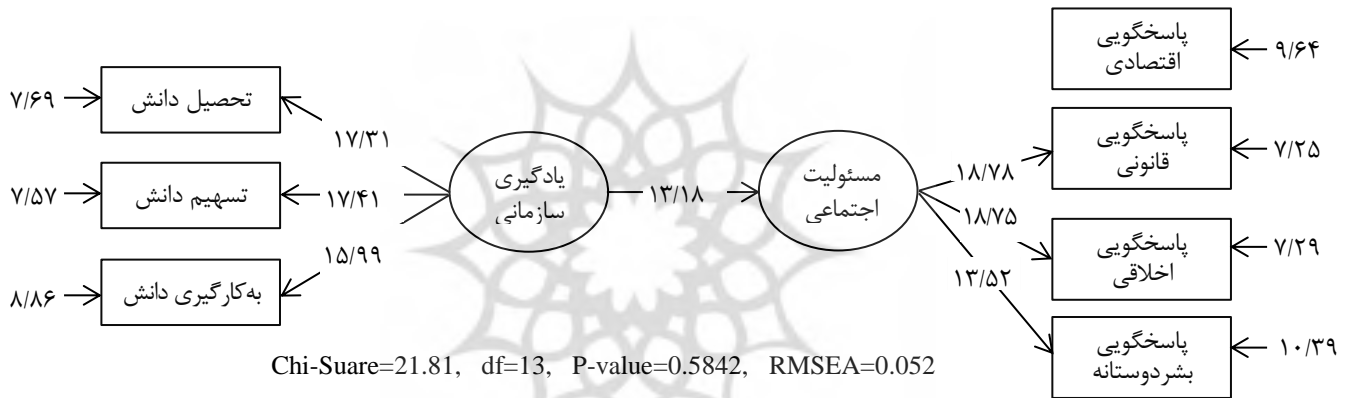 پاسخگویی
اقتصادی
۹/۶۴
۷/۶۹
تحصیل دانش
۱۷/۳۱
پاسخگویی
قانونی
۷/۲۵
۱۸/۷۸
۷/۵۷
تسهیم دانش
۱۷/۴۱
یادگیری
سازمانی
۱۳/۱۸
مسئولیت
اجتماعی
۱۸/۷۵
پاسخگویی
اخلاقی
۷/۲۹
۸/۸۶
به‌کارگیری دانش
۱۵/۹۹
۱۳/۵۲
پاسخگویی
بشردوستانه
۱۰/۳۹
Chi-Suare=21.81, df=13, P-value=0.5842, RMSEA=0.052